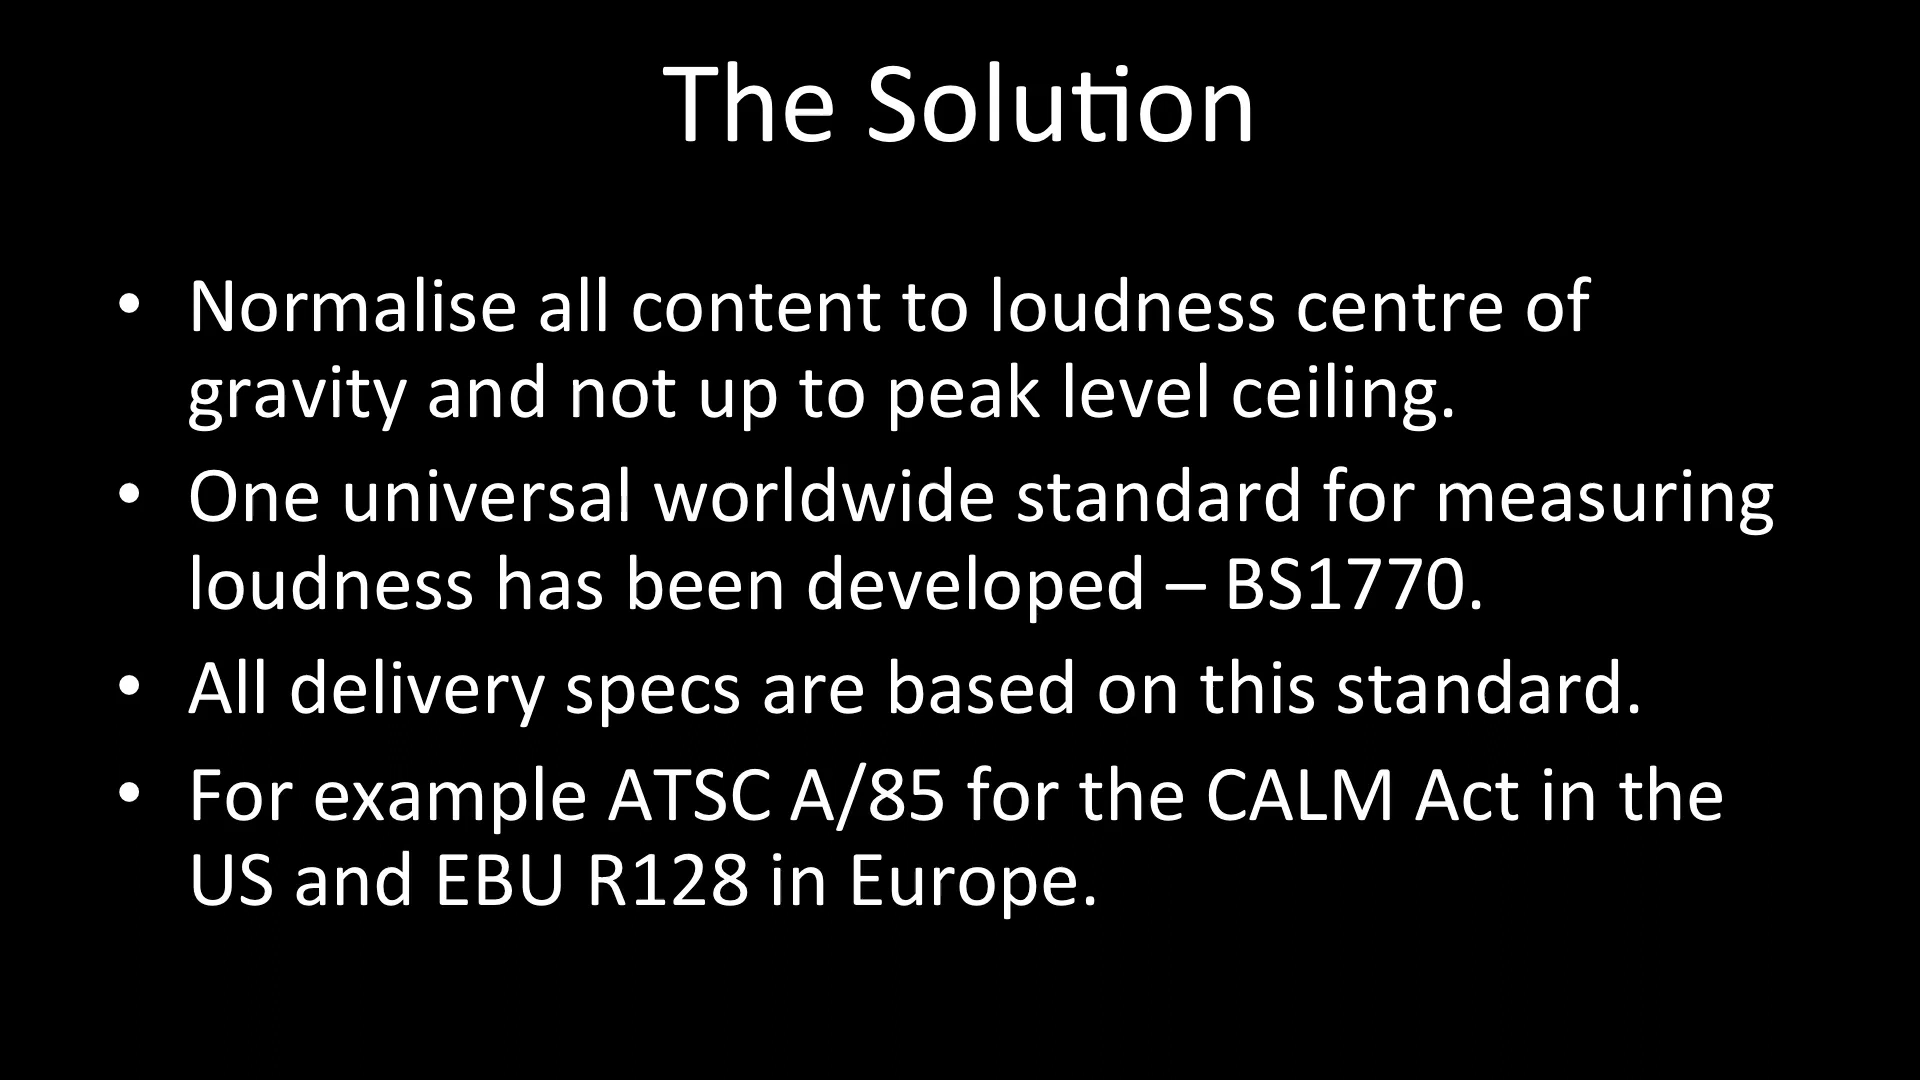 The Solution
• Normalise all content to loudness centre of
gravity and not up to peak level ceiling.
• One universal worldwide standard for measuring
loudness has been developed – BS1770.
• All delivery specs are based on this standard.
• For example ATSC A/85 for the CALM Act in the
US and EBU R128 in Europe.